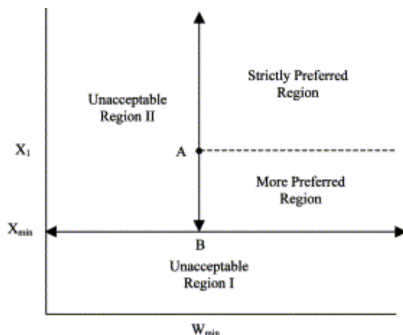 Strictly Preferred
Region
Unacceptable
Region II
X₁
A
More Preferred
Region
Xmin
B
Unacceptable
Region I
Wmin